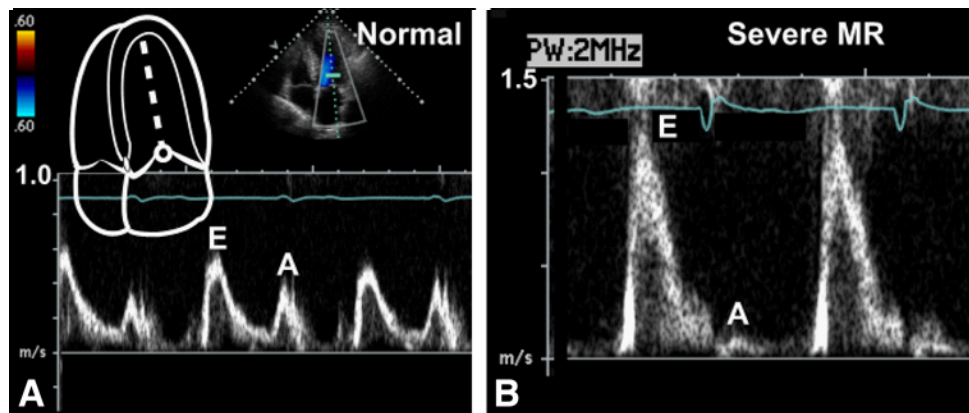 .60
Normal
.60
1.0
E
A
m/s
A
PW:2MHz
Severe MR
1.5
E
A
m/s
B